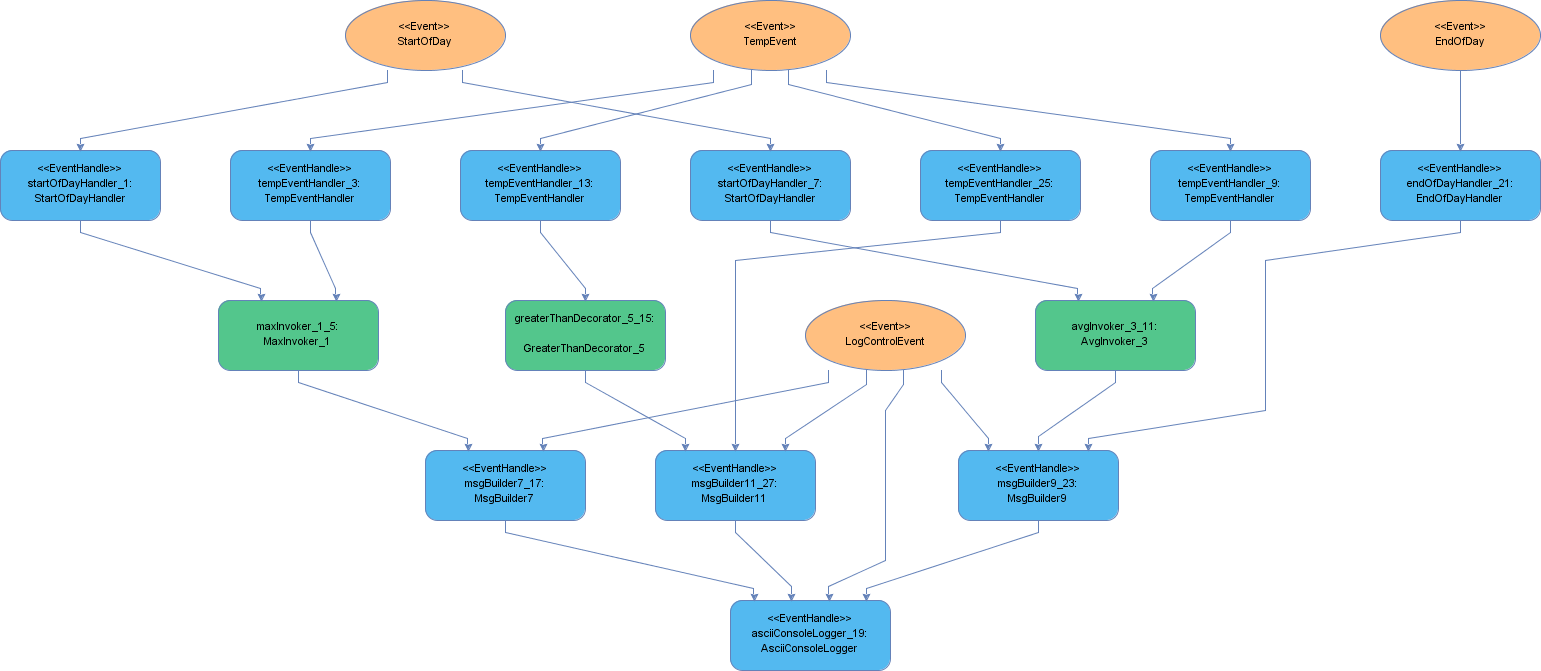 <<Event>>
StartOfDay
<<Event>>
TempEvent
<<Event>>
EndOfDay
<<EventHandle>>
startOfDayHandler_1:
StartOfDayHandler
<<EventHandle>>
tempEventHandler_3:
TempEventHandler
<<EventHandle>>
tempEventHandler_13:
TempEventHandler
<<EventHandle>>
startOfDayHandler_7:
StartOfDayHandler
<<EventHandle>>
tempEventHandler_25:
TempEventHandler
<<EventHandle>>
tempEventHandler_9:
TempEventHandler
<<EventHandle>>
endOfDayHandler_21:
EndOfDayHandler
maxInvoker_1_5:
MaxInvoker_1
greaterThanDecorator_5_15:
GreaterThanDecorator_5
<<Event>>
LogControlEvent
avgInvoker_3_11:
AvgInvoker_3
<<EventHandle>>
msgBuilder7_17:
MsgBuilder7
<<EventHandle>>
msgBuilder11_27:
MsgBuilder11
<<EventHandle>>
msgBuilder9_23:
MsgBuilder9
<<EventHandle>>
asciiConsoleLogger_19:
AsciiConsoleLogger